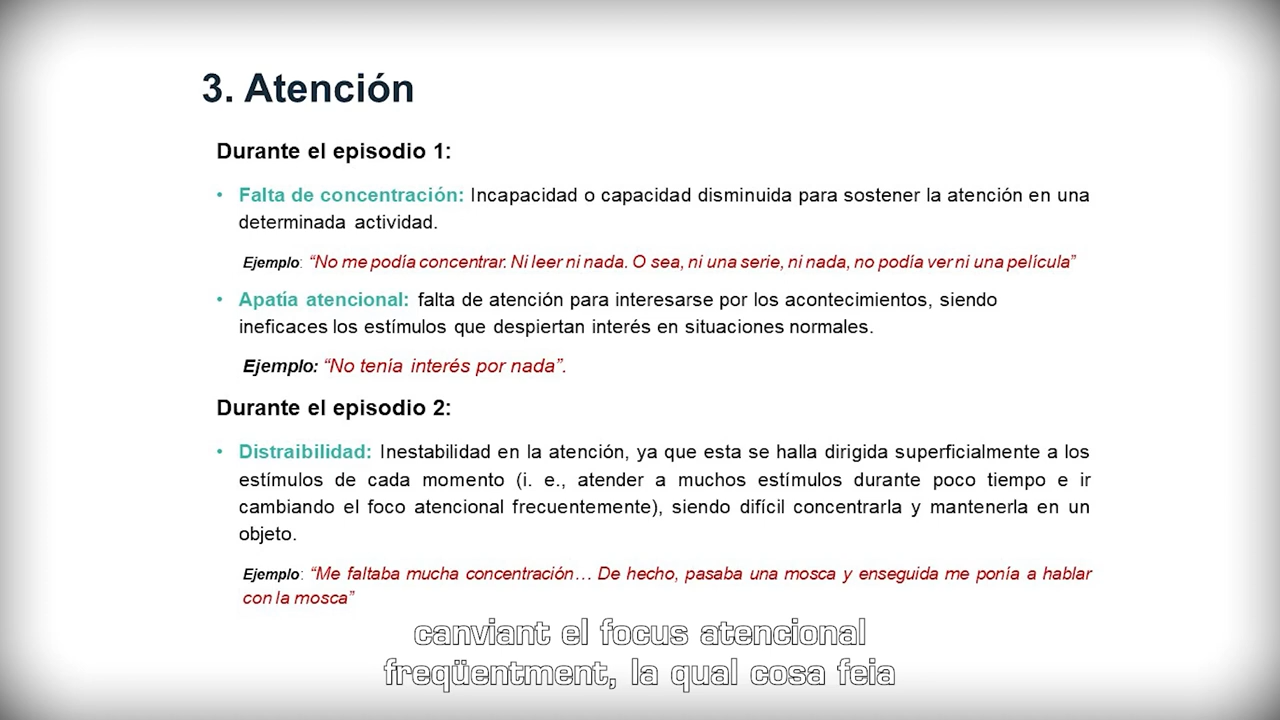 3. Atención
Durante el episodio 1:
• Falta de concentración: Incapacidad o capacidad disminuida para sostener la atención en una
determinada actividad.
Ejemplo: “No me podía concentrar. Ni leer ni nada. O sea, ni una serie, ni nada, no podía ver ni una película”
• Apatía atencional: falta de atención para interesarse por los acontecimientos, siendo
ineficaces los estímulos que despiertan interés en situaciones normales.
Ejemplo: “No tenía interés por nada”.
Durante el episodio 2:
• Distraibilidad: Inestabilidad en la atención, ya que esta se halla dirigida superficialmente a los
estímulos de cada momento (i. e., atender a muchos estímulos durante poco tiempo e ir
cambiando el foco atencional frecuentemente), siendo difícil concentrarla y mantenerla en un
objeto.
Ejemplo: “Me faltaba mucha concentración… De hecho, pasaba una mosca y enseguida me ponía a hablar
con la mosca”
canviant el focus atencional
freqüentment, la qual cosa feia